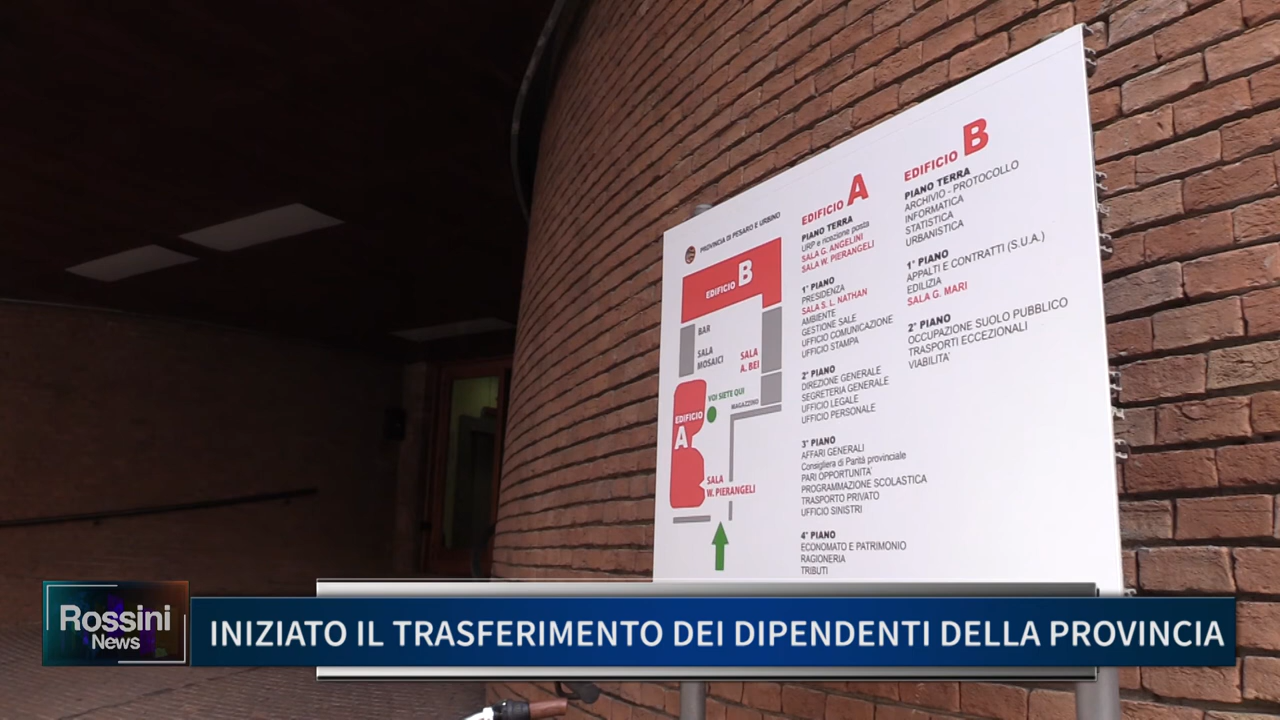 PROVINCIA DI PESARO E URBINO
EDIFICIO B
BAR
SALA
MOSAICI
SALA
A. BEI
VOI SIETE QUI
MAGAZZINO
EDIFICIO
A
SALA
W. PIERANGELI
EDIFICIO A
PIANO TERRA
URP e ricezione posta
SALA G. ANGELINI
SALA W. PIERANGELI
1° PIANO
PRESIDENZA
SALA S. L. NATHAN
AMBIENTE
GESTIONE SALE
UFFICIO COMUNICAZIONE
UFFICIO STAMPA
2° PIANO
DIREZIONE GENERALE
SEGRETERIA GENERALE
UFFICIO LEGALE
UFFICIO PERSONALE
3° PIANO
AFFARI GENERALI
Consigliera di Parità provinciale
PARI OPPORTUNITA'
PROGRAMMAZIONE SCOLASTICA
TRASPORTO PRIVATO
UFFICIO SINISTRI
4° PIANO
ECONOMATO E PATRIMONIO
RAGIONERIA
TRIBUTI
EDIFICIO B
PIANO TERRA
ARCHIVIO - PROTOCOLLO
INFORMATICA
STATISTICA
URBANISTICA
1° PIANO
APPALTI E CONTRATTI (S.U.A.)
EDILIZIA
SALA G. MARI
2° PIANO
OCCUPAZIONE SUOLO PUBBLICO
TRASPORTI ECCEZIONALI
VIABILITA'
Rossini
News
INIZIATO IL TRASFERIMENTO DEI DIPENDENTI DELLA PROVINCIA